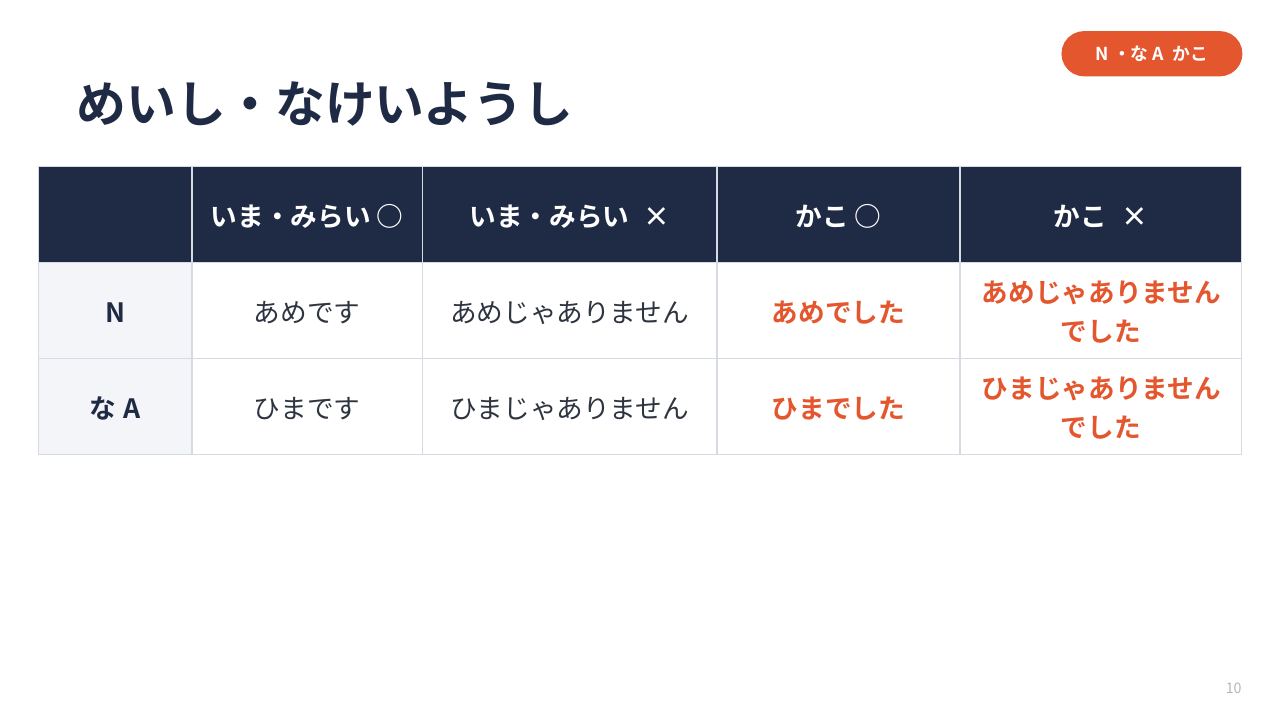 N ・な A かこ
めいし・なけいようし
いま・みらい ○
いま・みらい ×
かこ ○
かこ ×
N
あめです
あめじゃありません
あめでした
あめじゃありません
でした
な A
ひまです
ひまじゃありません
ひまでした
ひまじゃありません
でした
10